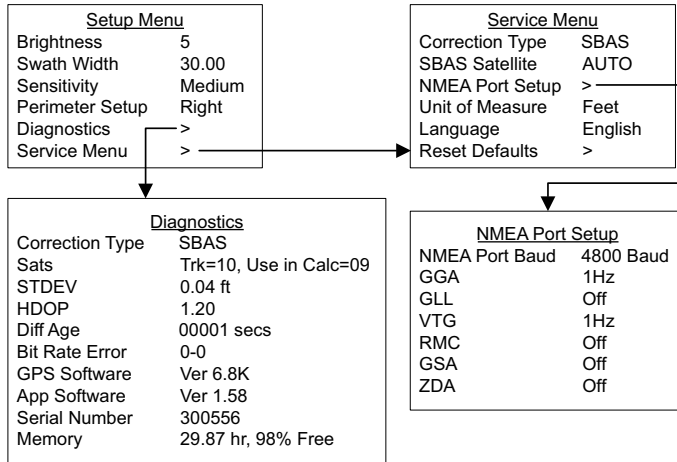 Setup Menu
Brightness 5
Swath Width 30.00
Sensitivity Medium
Perimeter Setup Right
Diagnostics >
Service Menu >
Service Menu
Correction Type SBAS
SBAS Satellite AUTO
NMEA Port Setup >
Unit of Measure Feet
Language English
Reset Defaults >
Diagnostics
Correction Type SBAS
Sats Trk=10, Use in Calc=09
STDEV 0.04 ft
HDOP 1.20
Diff Age 00001 secs
Bit Rate Error 0-0
GPS Software Ver 6.8K
App Software Ver 1.58
Serial Number 300556
Memory 29.87 hr, 98% Free
NMEA Port Setup
NMEA Port Baud 4800 Baud
GGA 1Hz
GLL Off
VTG 1Hz
RMC Off
GSA Off
ZDA Off